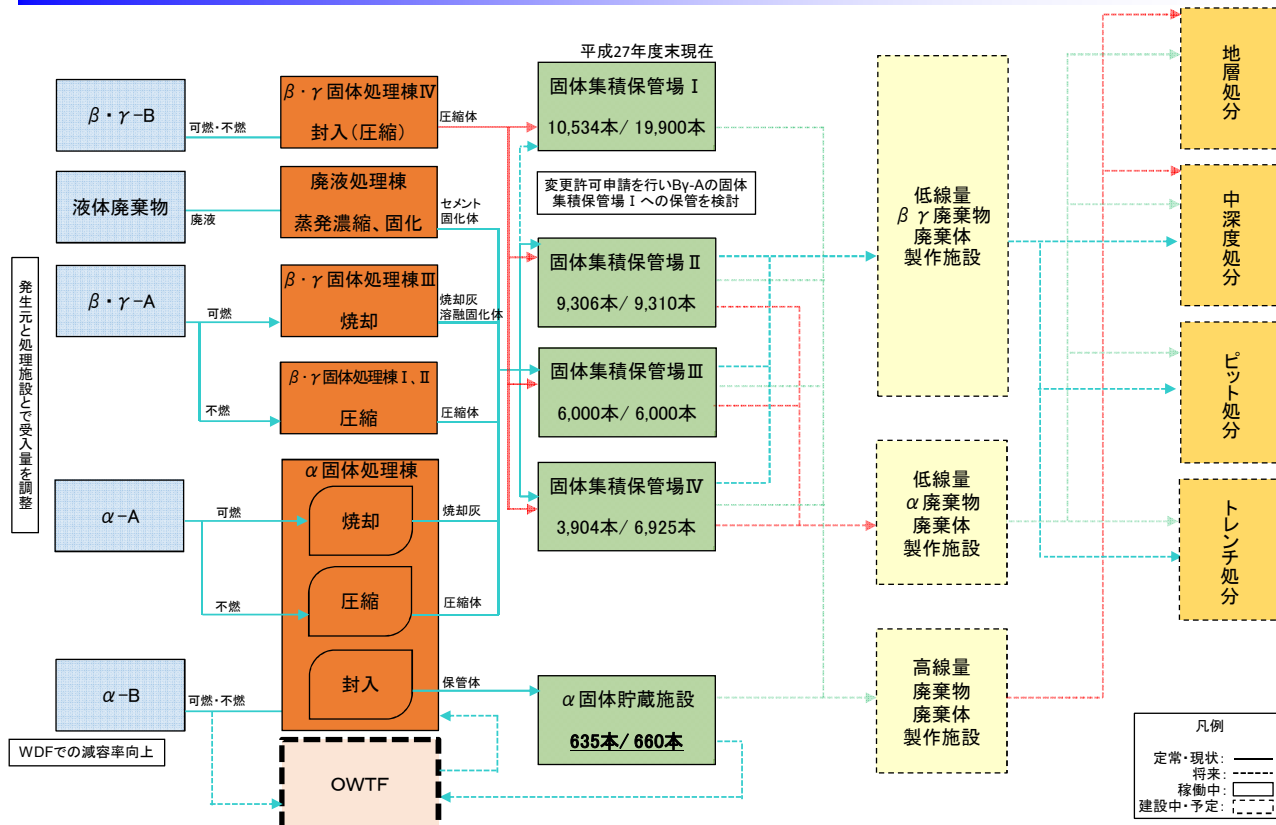 平成27年度末現在
β・γ-B
可燃・不燃
β・γ固体処理棟Ⅳ
封入（圧縮）
圧縮体
固体集積保管場Ⅰ
10,534本/ 19,900本
変更許可申請を行いBγ-Aの固体
集積保管場Ⅰへの保管を検討
液体廃棄物
廃液
廃液処理棟
蒸発濃縮、固化
セメント
固化体
発生元と処理施設とで受入量を調整
β・γ-A
可燃
不燃
β・γ固体処理棟Ⅲ
焼却
焼却灰
溶融固化体
β・γ固体処理棟Ⅰ、Ⅱ
圧縮
圧縮体
固体集積保管場Ⅱ
9,306本/ 9,310本
固体集積保管場Ⅲ
6,000本/ 6,000本
固体集積保管場Ⅳ
3,904本/ 6,925本
α-A
可燃
不燃
α固体処理棟
焼却
焼却灰
圧縮
圧縮体
封入
保管体
α-B
可燃・不燃
WDFでの減容率向上
OWTF
α固体貯蔵施設
635本/ 660本
低線量
βγ廃棄物
廃棄体
製作施設
低線量
α廃棄物
廃棄体
製作施設
高線量
廃棄物
廃棄体
製作施設
地層処分
中深度処分
ピット処分
トレンチ処分
凡例
定常・現状：
将来：
稼働中：
建設中・予定：